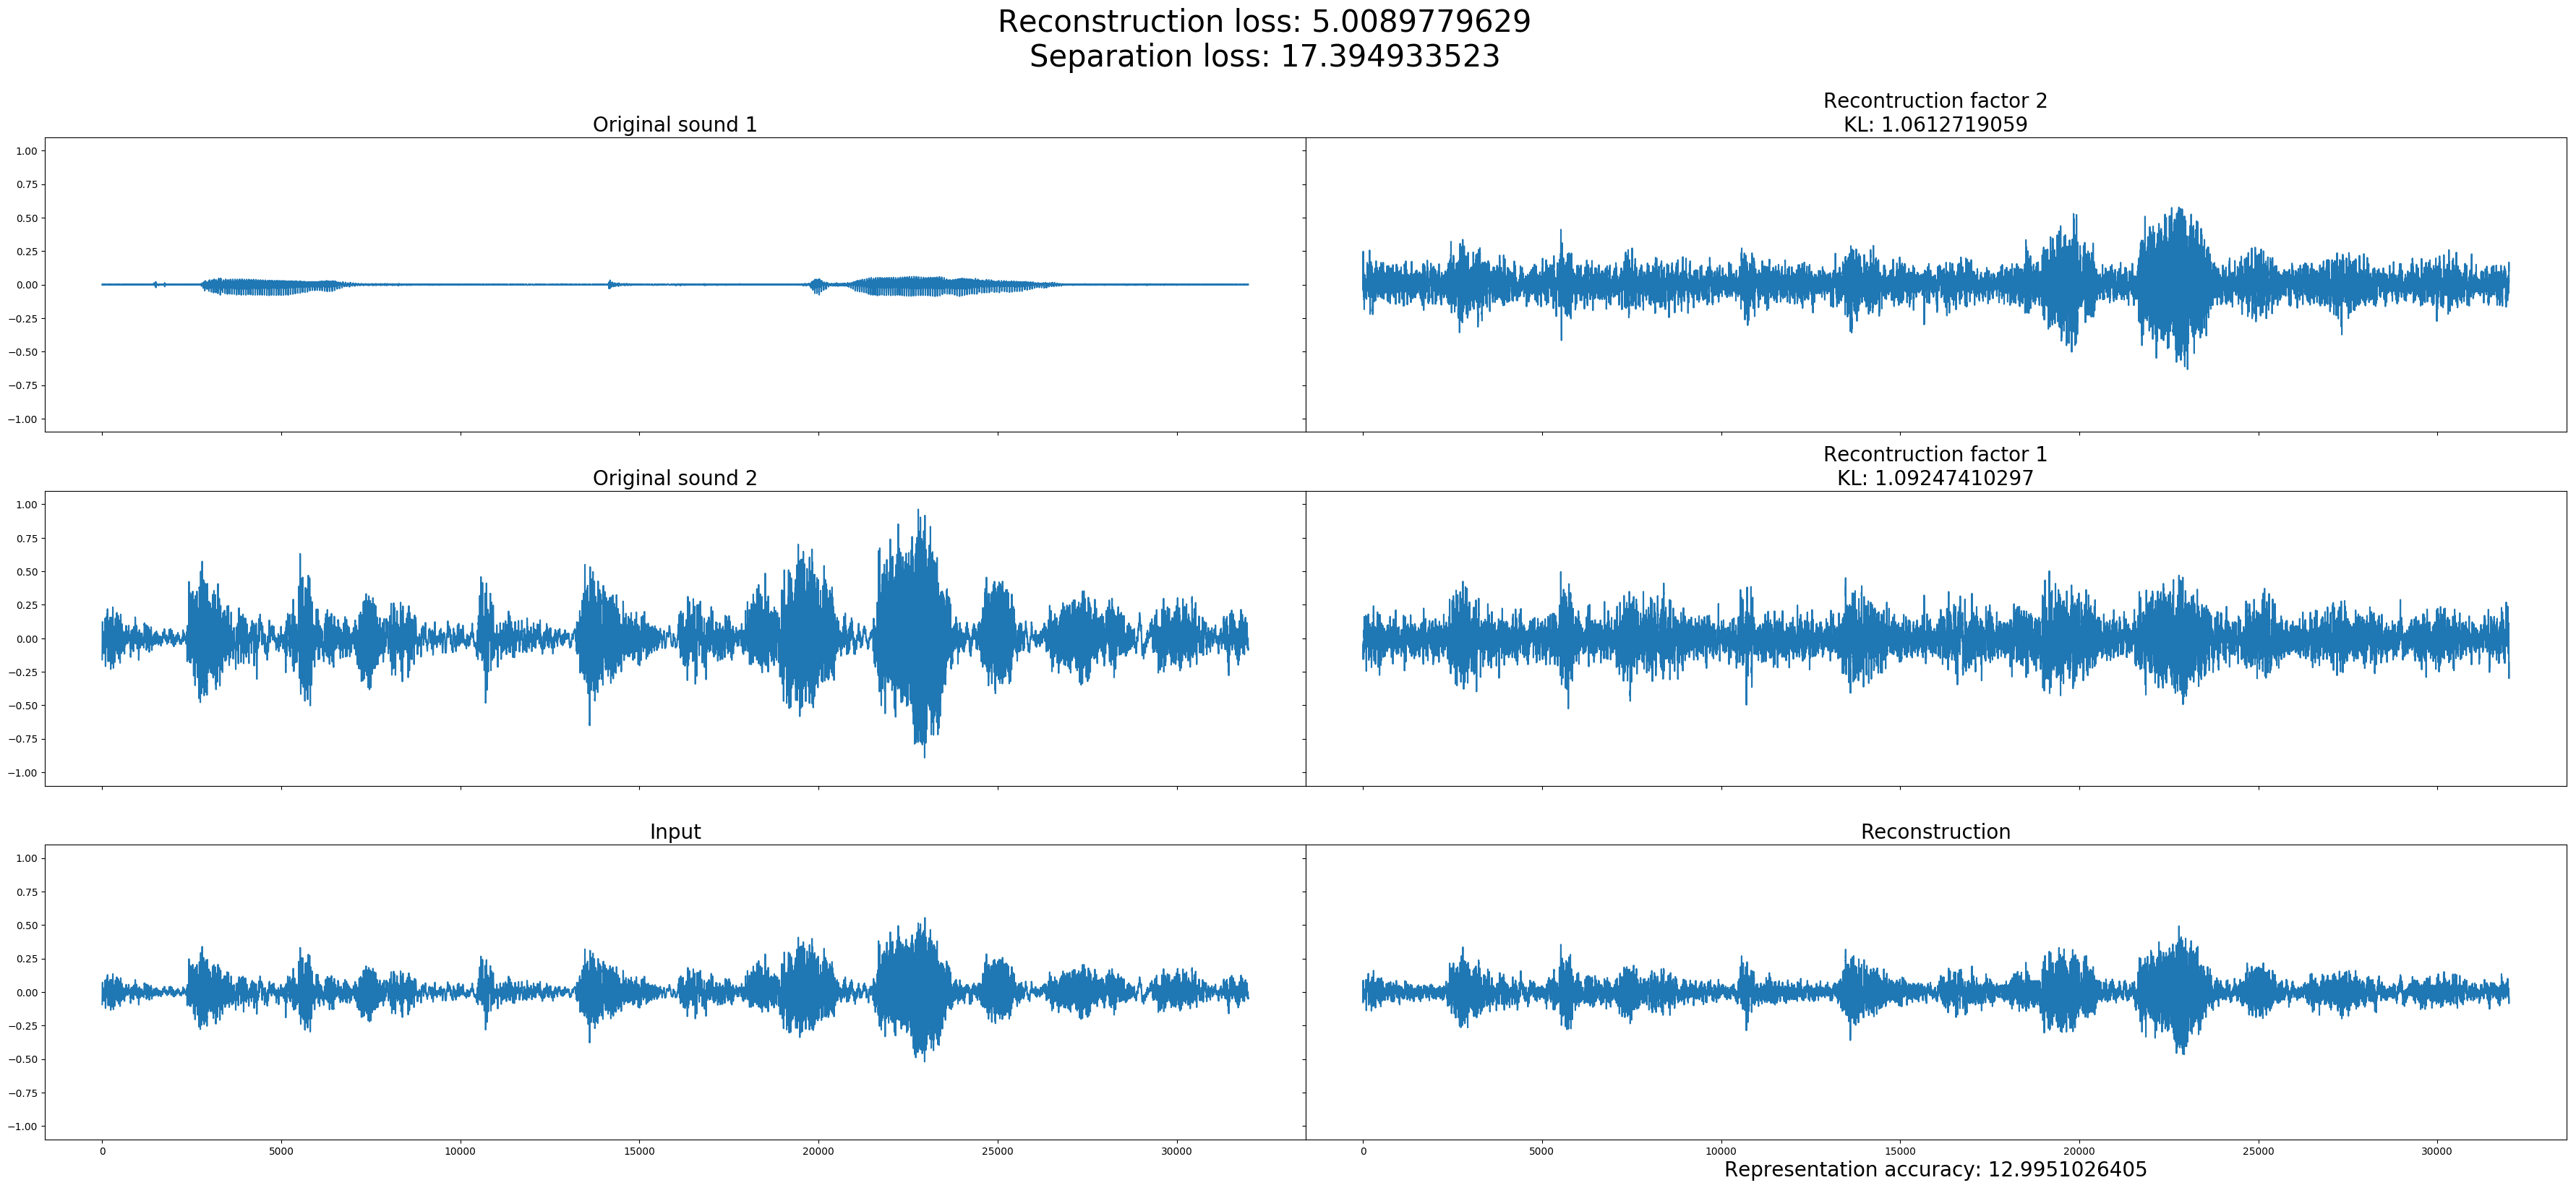 Reconstruction loss: 5.0089779629
Separation loss: 17.394933523
Original sound 1
Recontruction factor 2
KL: 1.0612719059
1.00
0.75
0.50
0.25
0.00
−0.25
−0.50
−0.75
−1.00
Original sound 2
Recontruction factor 1
KL: 1.09247410297
1.00
0.75
0.50
0.25
0.00
−0.25
−0.50
−0.75
−1.00
Input
Reconstruction
1.00
0.75
0.50
0.25
0.00
−0.25
−0.50
−0.75
−1.00
0 5000 10000 15000 20000 25000 30000
0 5000 10000 15000 20000 25000 30000
Representation accuracy: 12.9951026405